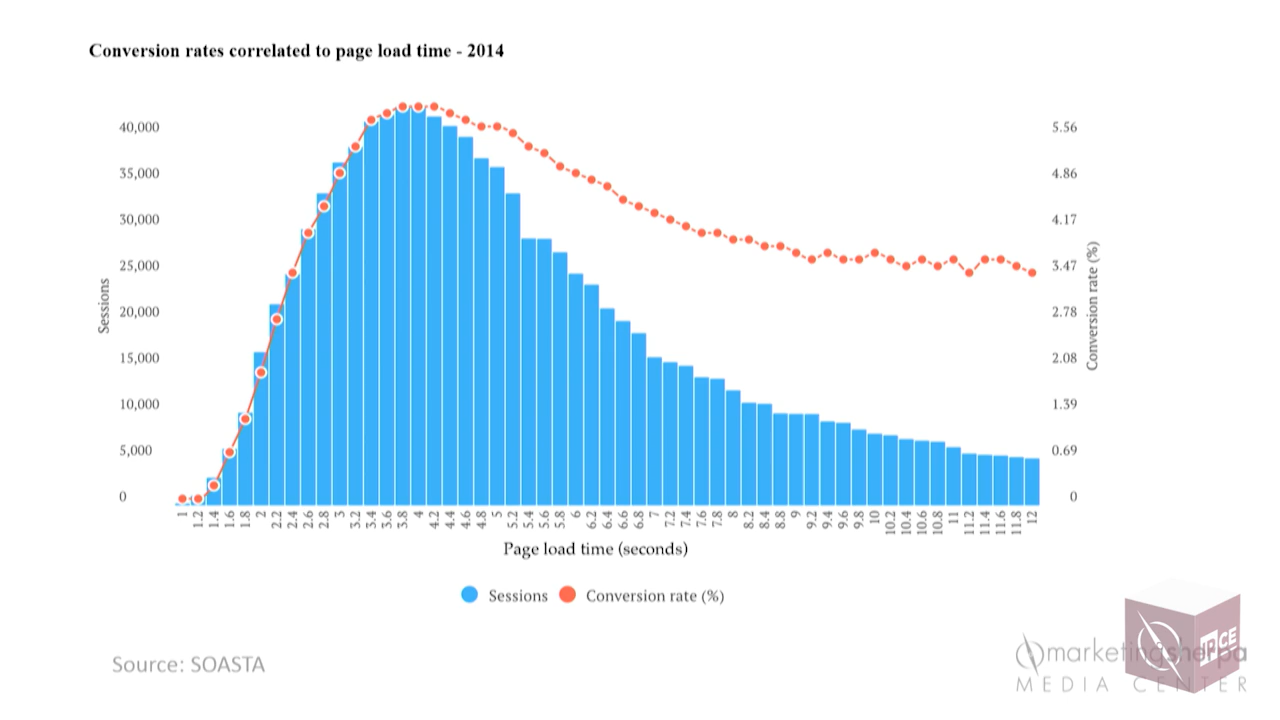 Conversion rates correlated to page load time - 2014
40,000
35,000
30,000
25,000
20,000
15,000
10,000
5,000
0
Sessions
5.56
4.86
4.17
3.47
2.78
2.08
1.39
0.69
0
Conversion rate (%)
1 1.2 1.4 1.6 1.8 2 2.2 2.4 2.6 2.8 3 3.2 3.4 3.6 3.8 4 4.2 4.4 4.6 4.8 5 5.2 5.4 5.6 5.8 6 6.2 6.4 6.6 6.8 7 7.2 7.4 7.6 7.8 8 8.2 8.4 8.8 9 9.2 9.4 9.6 9.8 10 10.2 10.4 10.6 10.8 11 11.2 11.4 11.6 11.8 12
Page load time (seconds)
Sessions Conversion rate (%)
Source: SOASTA
marketingsherpa
MEDIA CENTER